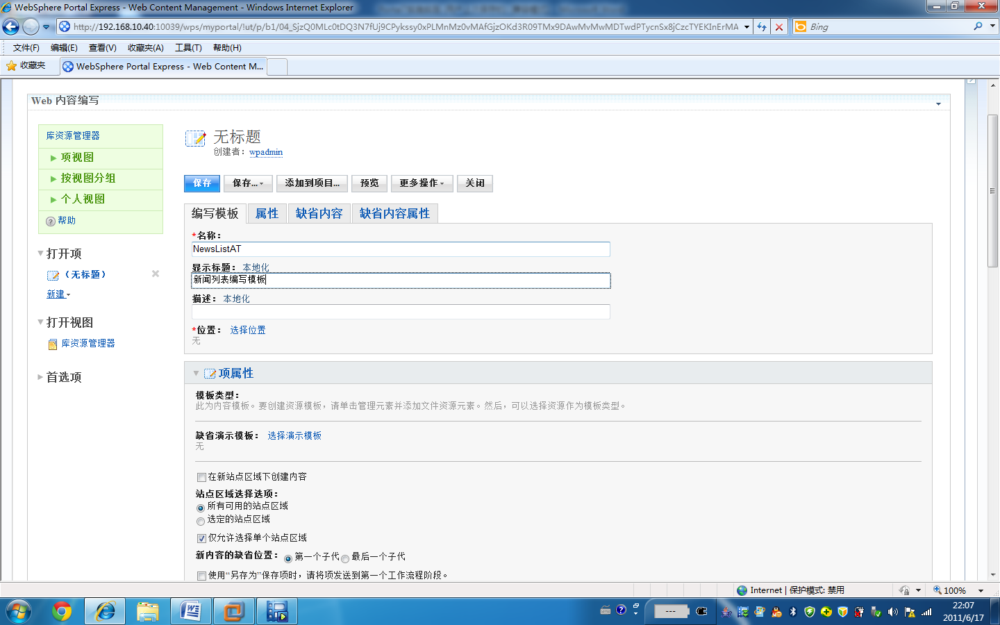 WebSphere Portal Express - Web Content Management - Windows Internet Explorer
http://192.168.10.40:10039/wps/myportal/!ut/p/b1/04_SjzQ0MLc0tDQ3N7fUj9CPykssy0xPLMnMz0vMAfGjzOKd3R09TMx9DAwMvMwMDTwdPTycnSx8jCzcTYEKInErMA
Bing
文件(F) 编辑(E) 查看(V) 收藏夹(A) 工具(T) 帮助(H)
收藏夹
WebSphere Portal Express - Web Content M...
Web 内容编写
库资源管理器
项视图
按视图分组
个人视图
帮助
打开项
（无标题）
新建
打开视图
库资源管理器
首选项
无标题
创建者： wpadmin
保存 保存... 添加到项目... 预览 更多操作 关闭
编写模板 属性 缺省内容 缺省内容属性
*名称：
NewsListAT
显示标题： 本地化
新闻列表编写模板
描述： 本地化
*位置： 选择位置
无
项属性
模板类型：
此为内容模板。要创建资源模板，请单击管理元素并添加文件资源元素。然后，可以选择资源作为模板类型。
缺省演示模板： 选择演示模板
无
在新站点区域下创建内容
站点区域选择选项：
所有可用的站点区域
选定的站点区域
仅允许选择单个站点区域
新内容的缺省位置： 第一个子代 最后一个子代
使用“另存为”保存项时，请将项发送到第一个工作流程阶段。
Internet | 保护模式: 禁用
100%
---
22:07
2011/6/17